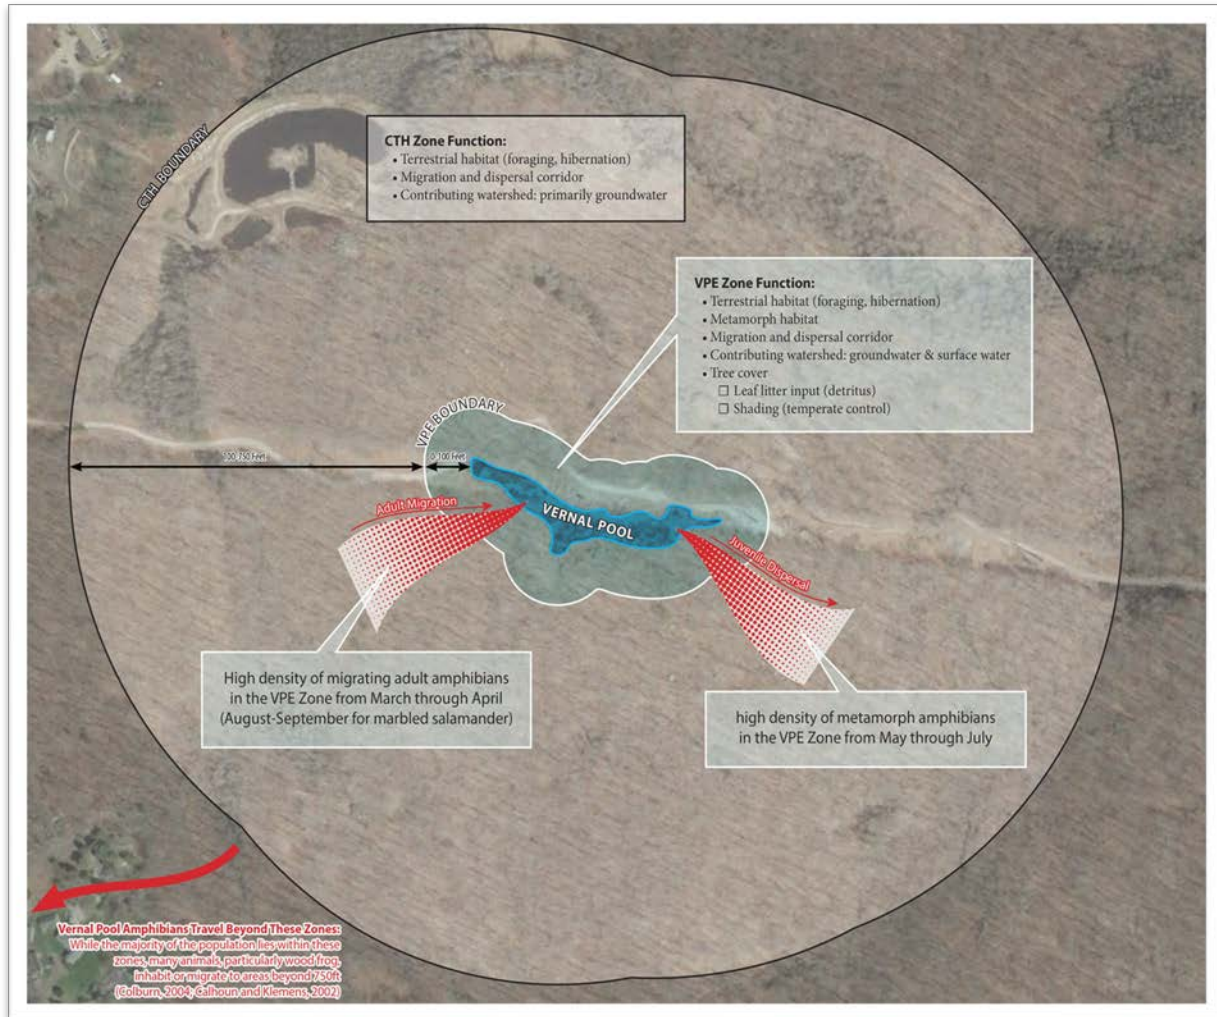 CTH BOUNDARY
CTH Zone Function:
• Terrestrial habitat (foraging, hibernation)
• Migration and dispersal corridor
• Contributing watershed: primarily groundwater
VPE Zone Function:
• Terrestrial habitat (foraging, hibernation)
• Metamorph habitat
• Migration and dispersal corridor
• Contributing watershed: groundwater & surface water
• Tree cover
☐ Leaf litter input (detritus)
☐ Shading (temperate control)
VPE BOUNDARY
100-750 Feet
0-100 Feet
Adult Migration
VERNAL POOL
Juvenile Dispersal
High density of migrating adult amphibians
in the VPE Zone from March through April
(August-September for marbled salamander)
high density of metamorph amphibians
in the VPE Zone from May through July
Vernal Pool Amphibians Travel Beyond These Zones:
While the majority of the population lies within these
zones, many animals, particularly wood frog,
inhabit or migrate to areas beyond 750ft
(Colburn, 2004; Calhoun and Klemens, 2002)